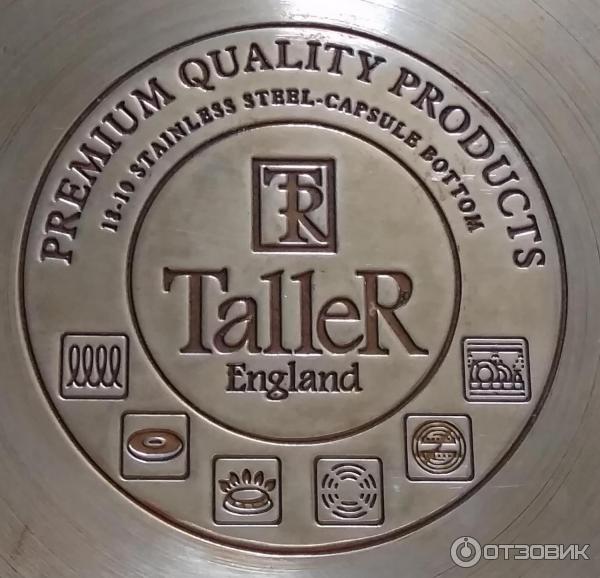 PREMIUM QUALITY PRODUCTS
18-10 STAINLESS STEEL-CAPSULE BOTTOM
TR
TalleR
England
ОТЗОВИК